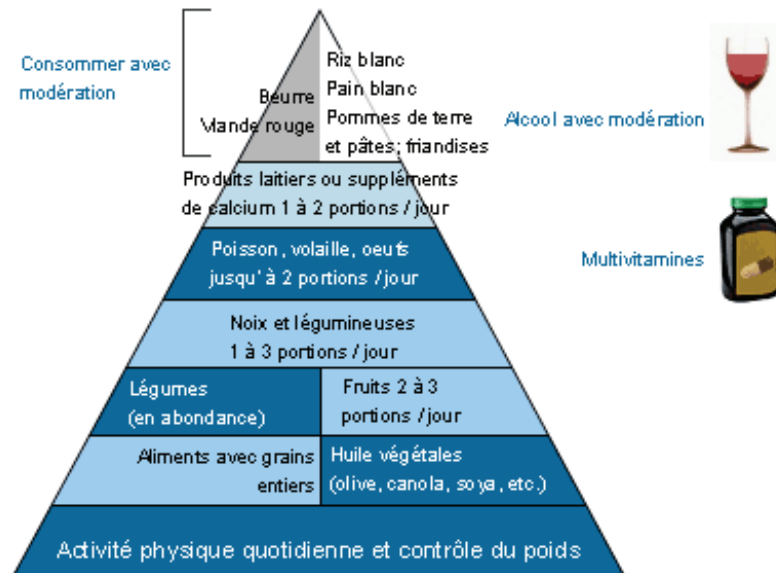 Consommer avec
modération
Beurre
Viande rouge
Riz blanc
Pain blanc
Pommes de terre
et pâtes; friandises
Alcool avec modération
Produits laitiers ou suppléments
de calcium 1 à 2 portions / jour
Poisson, volaille, oeufs
jusqu' à 2 portions / jour
Multivitamines
Noix et légumineuses
1 à 3 portions / jour
Légumes
(en abondance)
Fruits 2 à 3
portions / jour
Aliments avec grains
entiers
Huile végétales
(olive, canola, soya, etc.)
Activité physique quotidienne et contrôle du poids